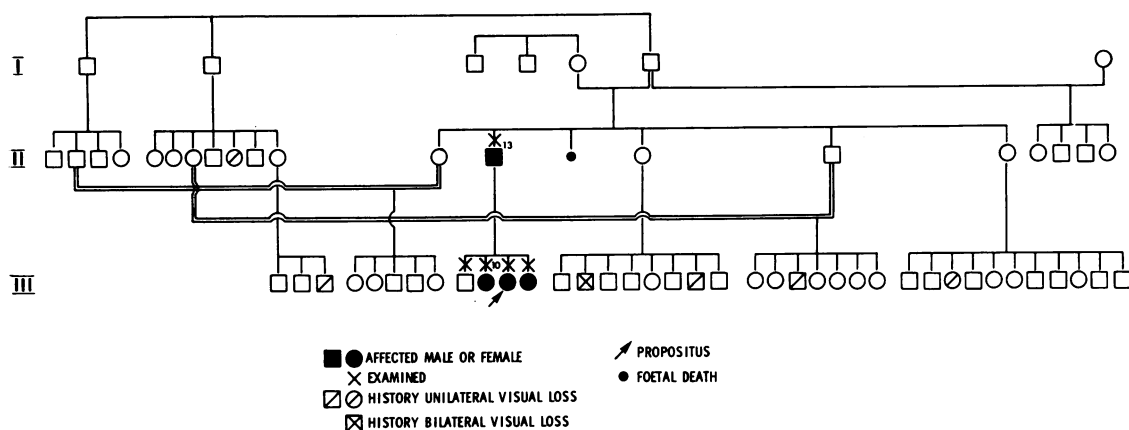 I
II
13
III
10
AFFECTED MALE OR FEMALE
EXAMINED
HISTORY UNILATERAL VISUAL LOSS
HISTORY BILATERAL VISUAL LOSS
PROPOSITUS
FOETAL DEATH